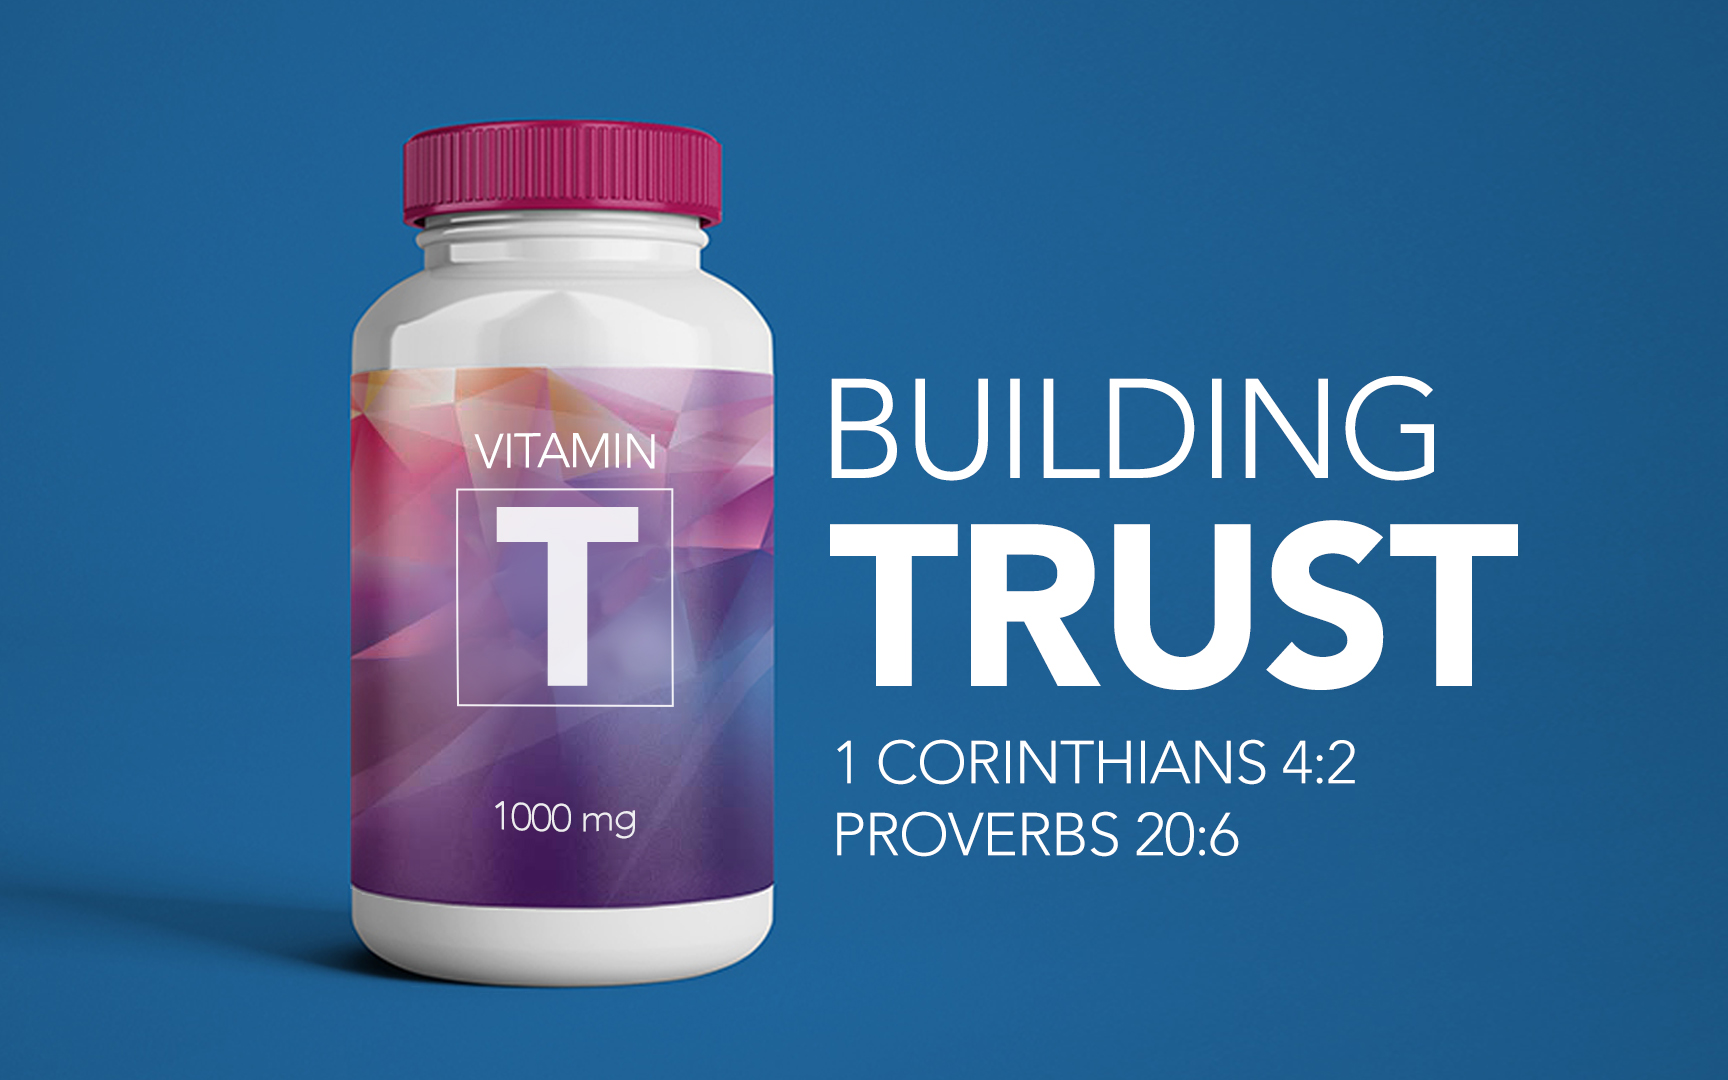 VITAMIN
T
1000 mg
BUILDING
TRUST
1 CORINTHIANS 4:2
PROVERBS 20:6